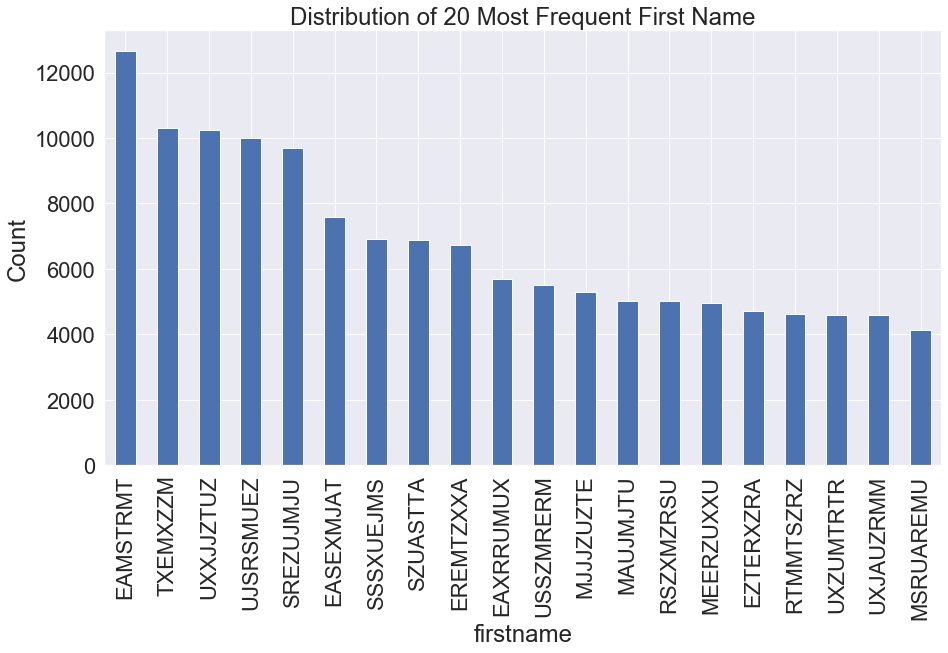 Distribution of 20 Most Frequent First Name
12000
10000
8000
6000
4000
2000
0
Count
EAMSTRMT
TXEMXZZM
UXXJJZTUZ
UJSRSMUEZ
SREZUJMJU
EASEXMJAT
SSSXUEJMS
SZUASTTA
EREMTZXXA
EAXRRUMUX
USSZMRERM
MJJJZUZTE
MAUJMJTU
RSZXMZRSU
MEERZUXXU
EZTERXZRA
RTMMTSZRZ
UXZUMTRTR
UXJAUZRMM
MSRUAREMU
firstname